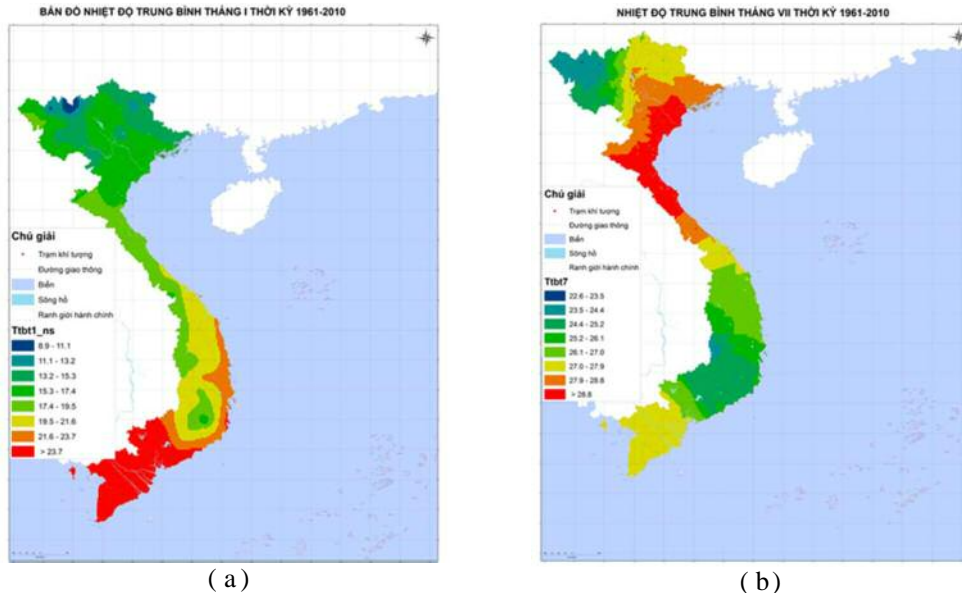 BẢN ĐỒ NHIỆT ĐỘ TRUNG BÌNH THÁNG I THỜI KỲ 1961-2010
Chú giải
Trạm khí tượng
Đường giao thông
Biển
Sông hồ
Ranh giới hành chính
Ttbt1_ns
8.9 - 11.1
11.1 - 13.2
13.2 - 15.3
15.3 - 17.4
17.4 - 19.5
19.5 - 21.6
21.6 - 23.7
> 23.7
(a)
NHIỆT ĐỘ TRUNG BÌNH THÁNG VII THỜI KỲ 1961-2010
Chú giải
Trạm khí tượng
Đường giao thông
Biển
Sông hồ
Ranh giới hành chính
Ttbt7
22.6 - 23.5
23.5 - 24.4
24.4 - 25.2
25.2 - 26.1
26.1 - 27.0
27.0 - 27.9
27.9 - 28.8
> 28.8
(b)